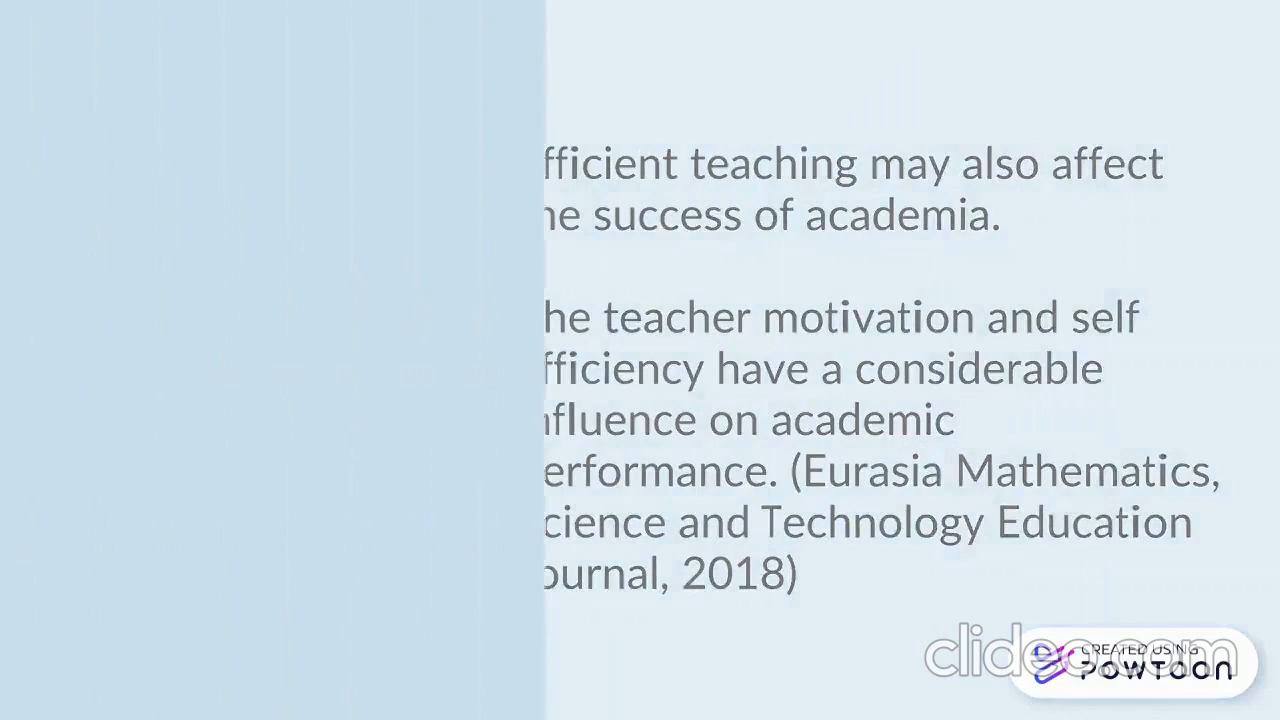 fficient teaching may also affect
he success of academia.
he teacher motivation and self
fficiency have a considerable
nfluence on academic
erformance. (Eurasia Mathematics,
cience and Technology Education
ournal, 2018)
clideo.com
CREATED USING
POWTOON